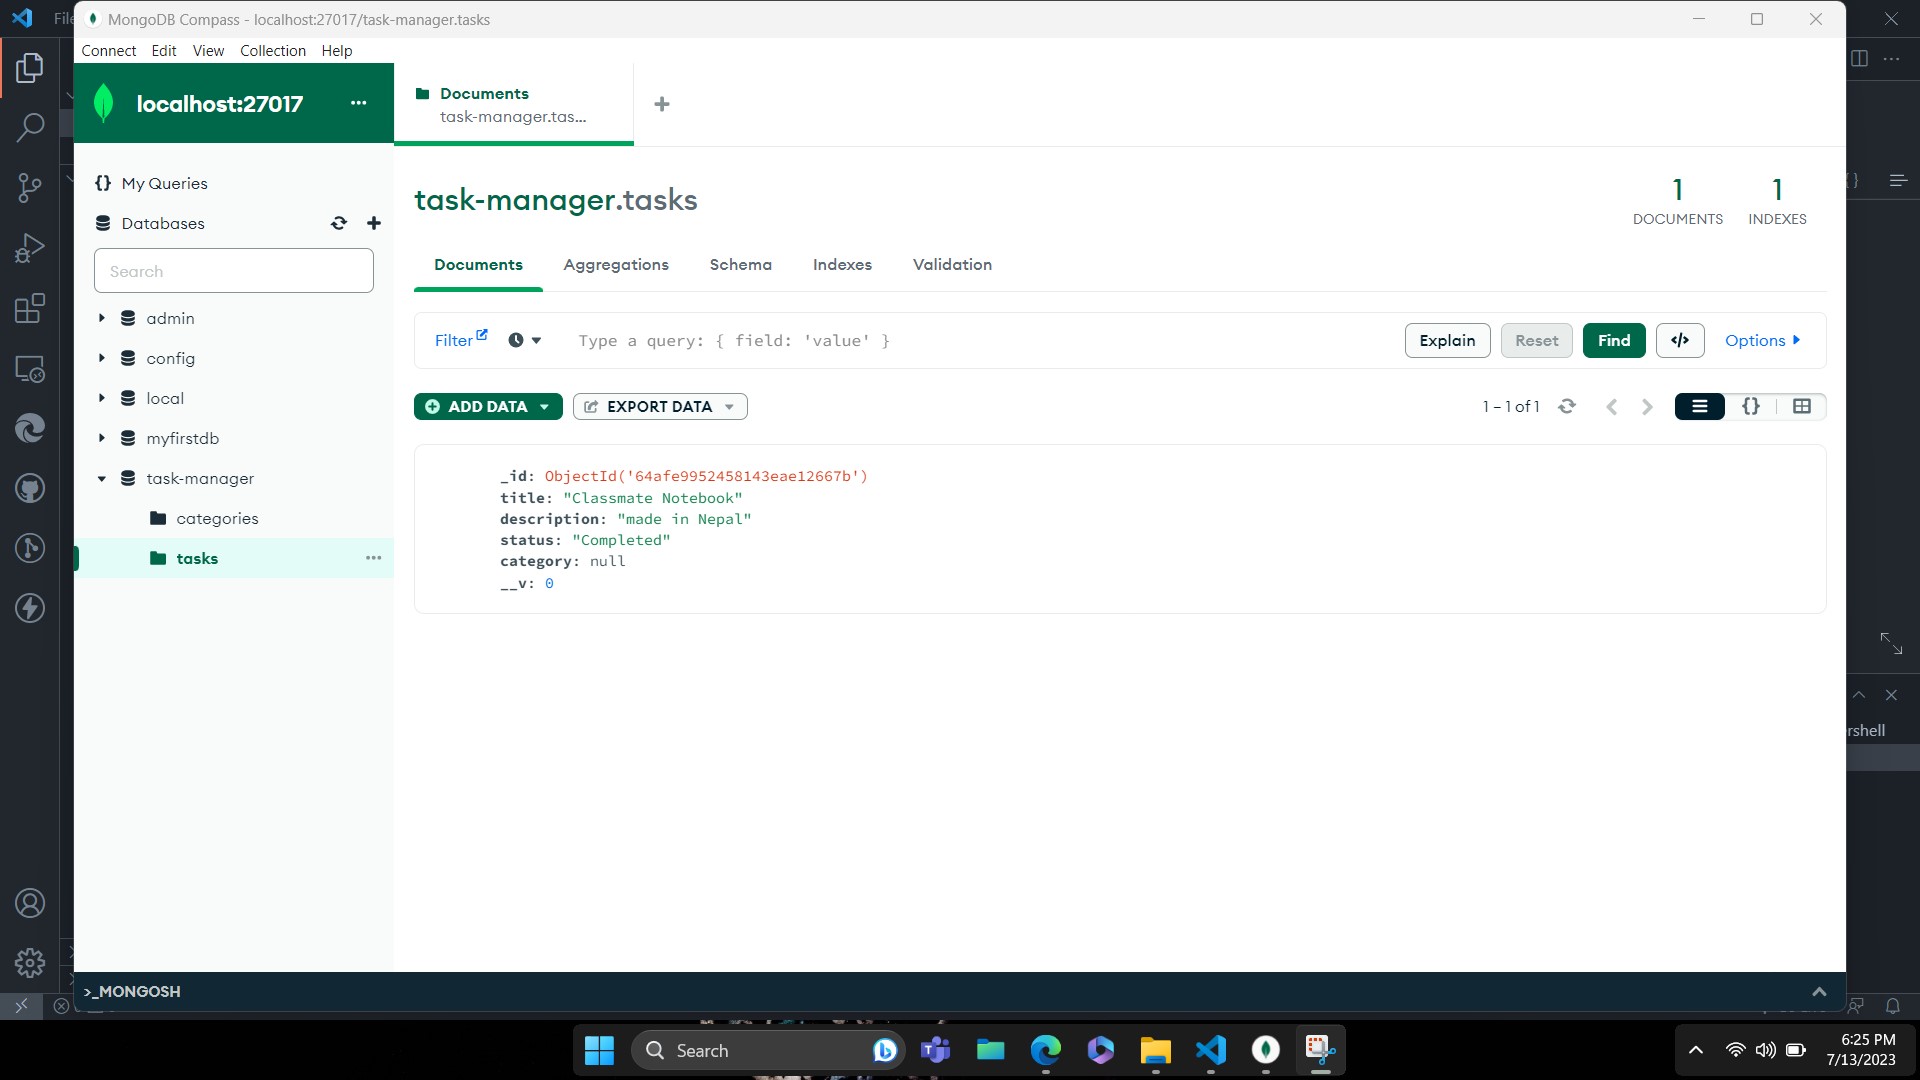 File
MongoDB Compass - localhost:27017/task-manager.tasks
Connect Edit View Collection Help
localhost:27017 ...
Documents
task-manager.tas...
{} My Queries
Databases
Search
admin
config
local
myfirstdb
task-manager
categories
tasks
task-manager.tasks
1
DOCUMENTS
1
INDEXES
Documents Aggregations Schema Indexes Validation
Filter Type a query: { field: 'value' } Explain Reset Find </> Options
ADD DATA EXPORT DATA 1 – 1 of 1 {}
_id: ObjectId('64afe9952458143eae12667b')
title: "Classmate Notebook"
description: "made in Nepal"
status: "Completed"
category: null
__v: 0
rshell
>_MONGOSH
Search
6:25 PM
7/13/2023